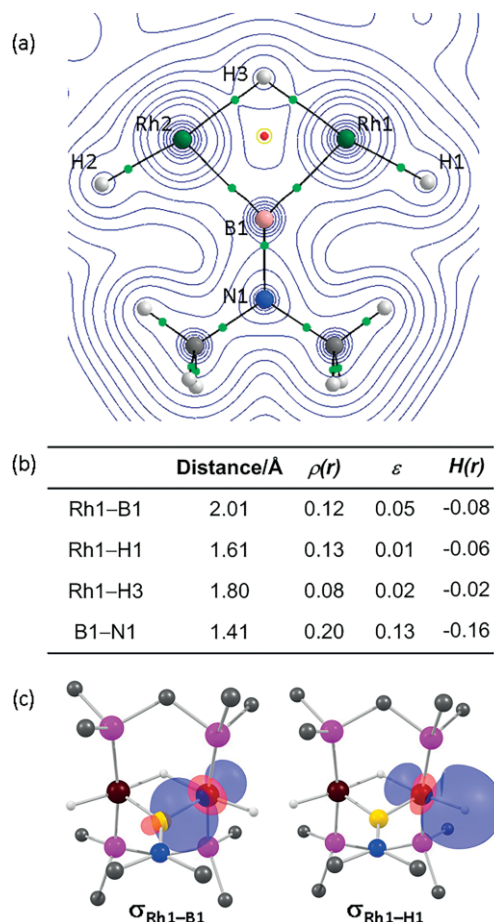 (a)
H3
Rh2 Rh1
H2 H1
B1
N1
(b)
Distance/Å ρ(r) ε H(r)
Rh1–B1 2.01 0.12 0.05 -0.08
Rh1–H1 1.61 0.13 0.01 -0.06
Rh1–H3 1.80 0.08 0.02 -0.02
B1–N1 1.41 0.20 0.13 -0.16
(c)
σRh1–B1 σRh1–H1